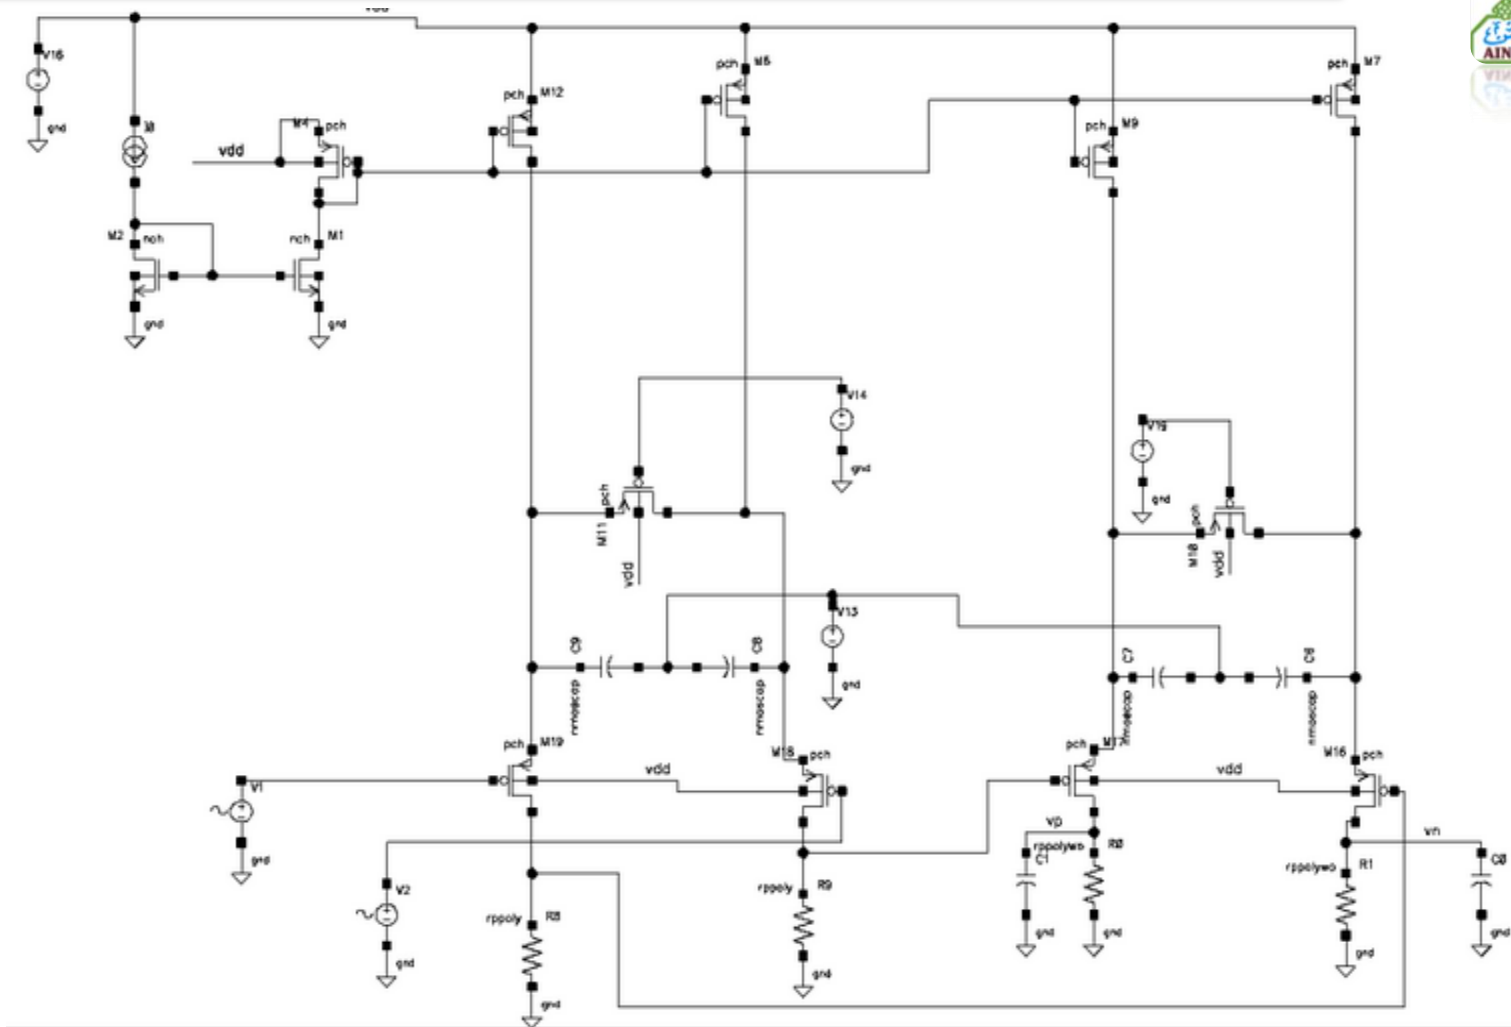 V16
gnd
I0
M4
pch
vdd
M2
nch
nch
M1
gnd
gnd
pch
M12
pch
M6
pch
M9
pch
M7
V14
gnd
pch
M11
vdd
V19
gnd
pch
M10
vdd
V13
gnd
C9
nmoscap
C8
nmoscap
C7
nmoscap
C6
nmoscap
pch
M19
vdd
M18
pch
pch
M17
vdd
M16
pch
V1
gnd
V2
gnd
rppoly
R8
gnd
rppoly
R9
gnd
vp
rppolywo
R0
C1
gnd
gnd
vn
rppolywo
R1
gnd
C0
gnd
AIN